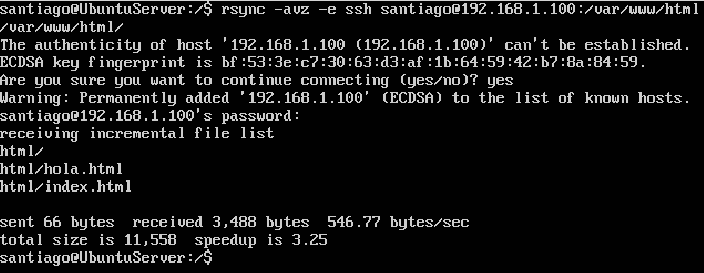 santiago@UbuntuServer:/$ rsync -avz -e ssh santiago@192.168.1.100:/var/www/html
/var/www/html/
The authenticity of host '192.168.1.100 (192.168.1.100)' can't be established.
ECDSA key fingerprint is bf:53:3e:c7:30:63:d3:af:1b:64:59:42:b7:8a:84:59.
Are you sure you want to continue connecting (yes/no)? yes
Warning: Permanently added '192.168.1.100' (ECDSA) to the list of known hosts.
santiago@192.168.1.100's password:
receiving incremental file list
html/
html/hola.html
html/index.html
sent 66 bytes  received 3,488 bytes  546.77 bytes/sec
total size is 11,558  speedup is 3.25
santiago@UbuntuServer:/$